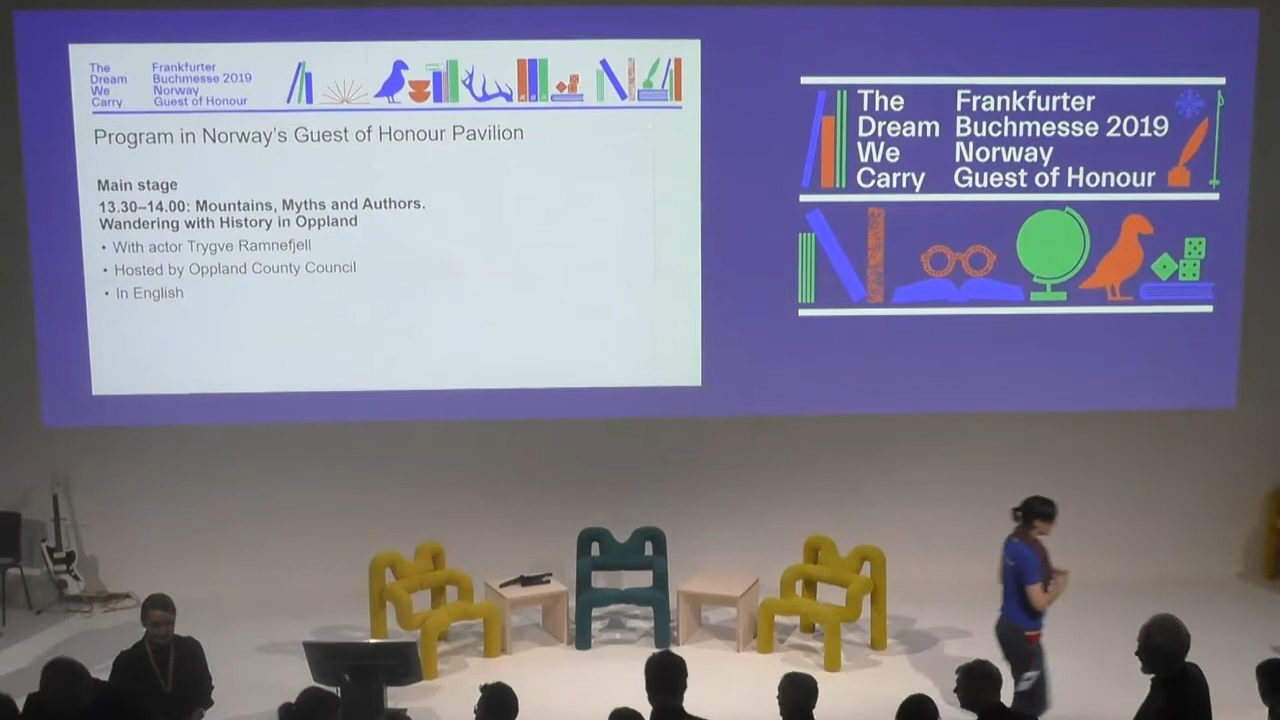 The
Dream
We
Carry
Frankfurter
Buchmesse 2019
Norway
Guest of Honour
Program in Norway's Guest of Honour Pavilion
Main stage
13.30–14.00: Mountains, Myths and Authors.
Wandering with History in Oppland
• With actor Trygve Ramnefjell
• Hosted by Oppland County Council
• In English
The
Dream
We
Carry
Frankfurter
Buchmesse 2019
Norway
Guest of Honour